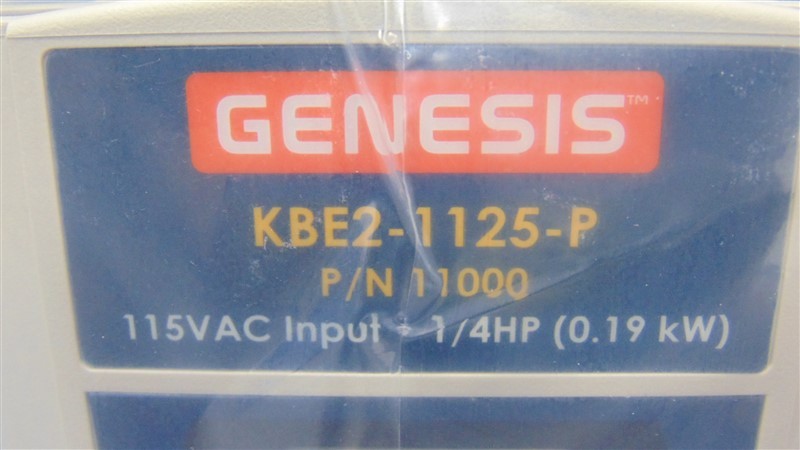 GENESIS™
KBE2-1125-P
P/N 11000
115VAC Input 1/4HP (0.19 kW)